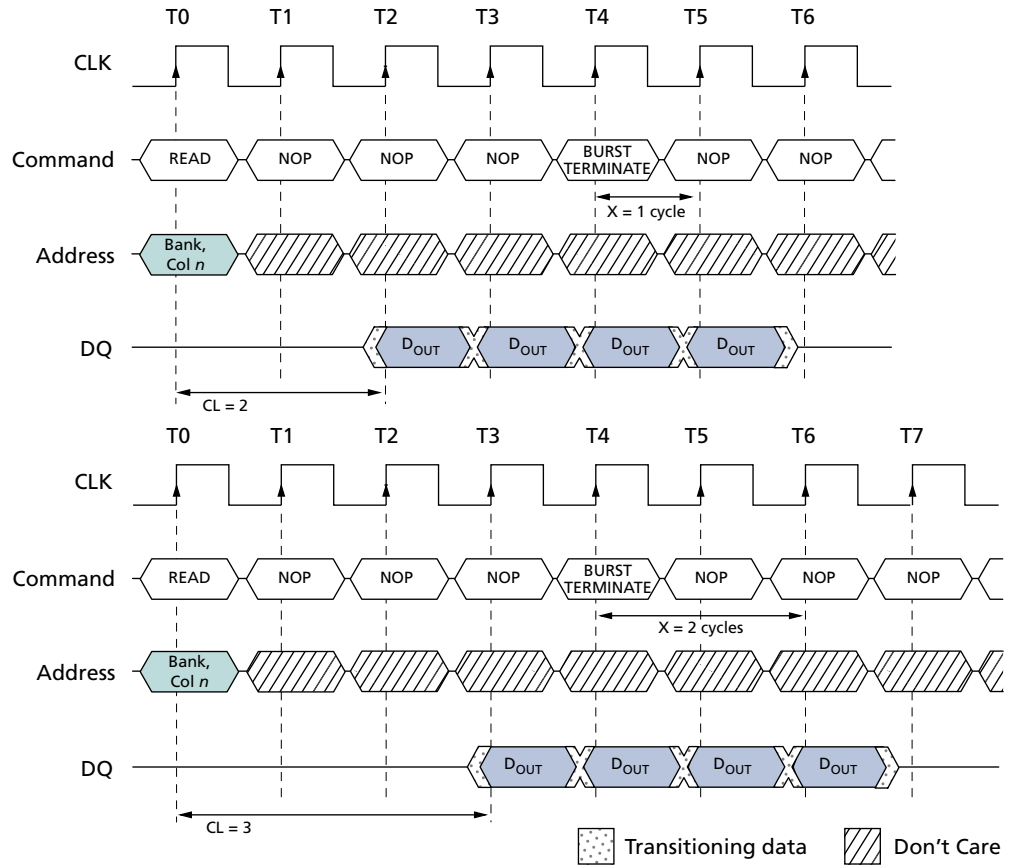 T0 T1 T2 T3 T4 T5 T6
CLK
Command READ NOP NOP NOP BURST TERMINATE NOP NOP
X = 1 cycle
Address Bank, Col n
DQ DOUT DOUT DOUT DOUT
CL = 2
T0 T1 T2 T3 T4 T5 T6 T7
CLK
Command READ NOP NOP NOP BURST TERMINATE NOP NOP NOP
X = 2 cycles
Address Bank, Col n
DQ DOUT DOUT DOUT DOUT
CL = 3
Transitioning data Don't Care